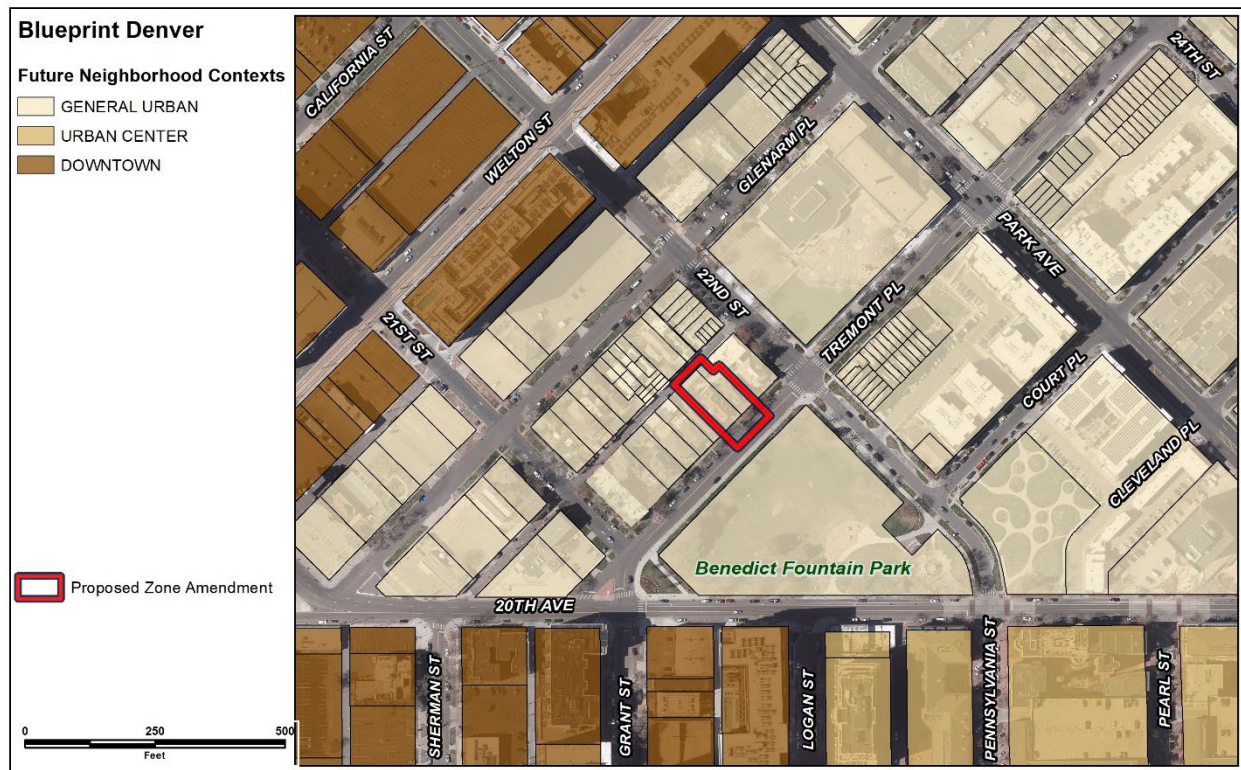 Blueprint Denver
Future Neighborhood Contexts
GENERAL URBAN
URBAN CENTER
DOWNTOWN
Proposed Zone Amendment
0 250 500
Feet
CALIFORNIA ST
WELTON ST
GLENARM PL
24TH ST
PARK AVE
22ND ST
TREMONT PL
21ST ST
COURT PL
CLEVELAND PL
Benedict Fountain Park
20TH AVE
SHERMAN ST
GRANT ST
LOGAN ST
PENNSYLVANIA ST
PEARL ST